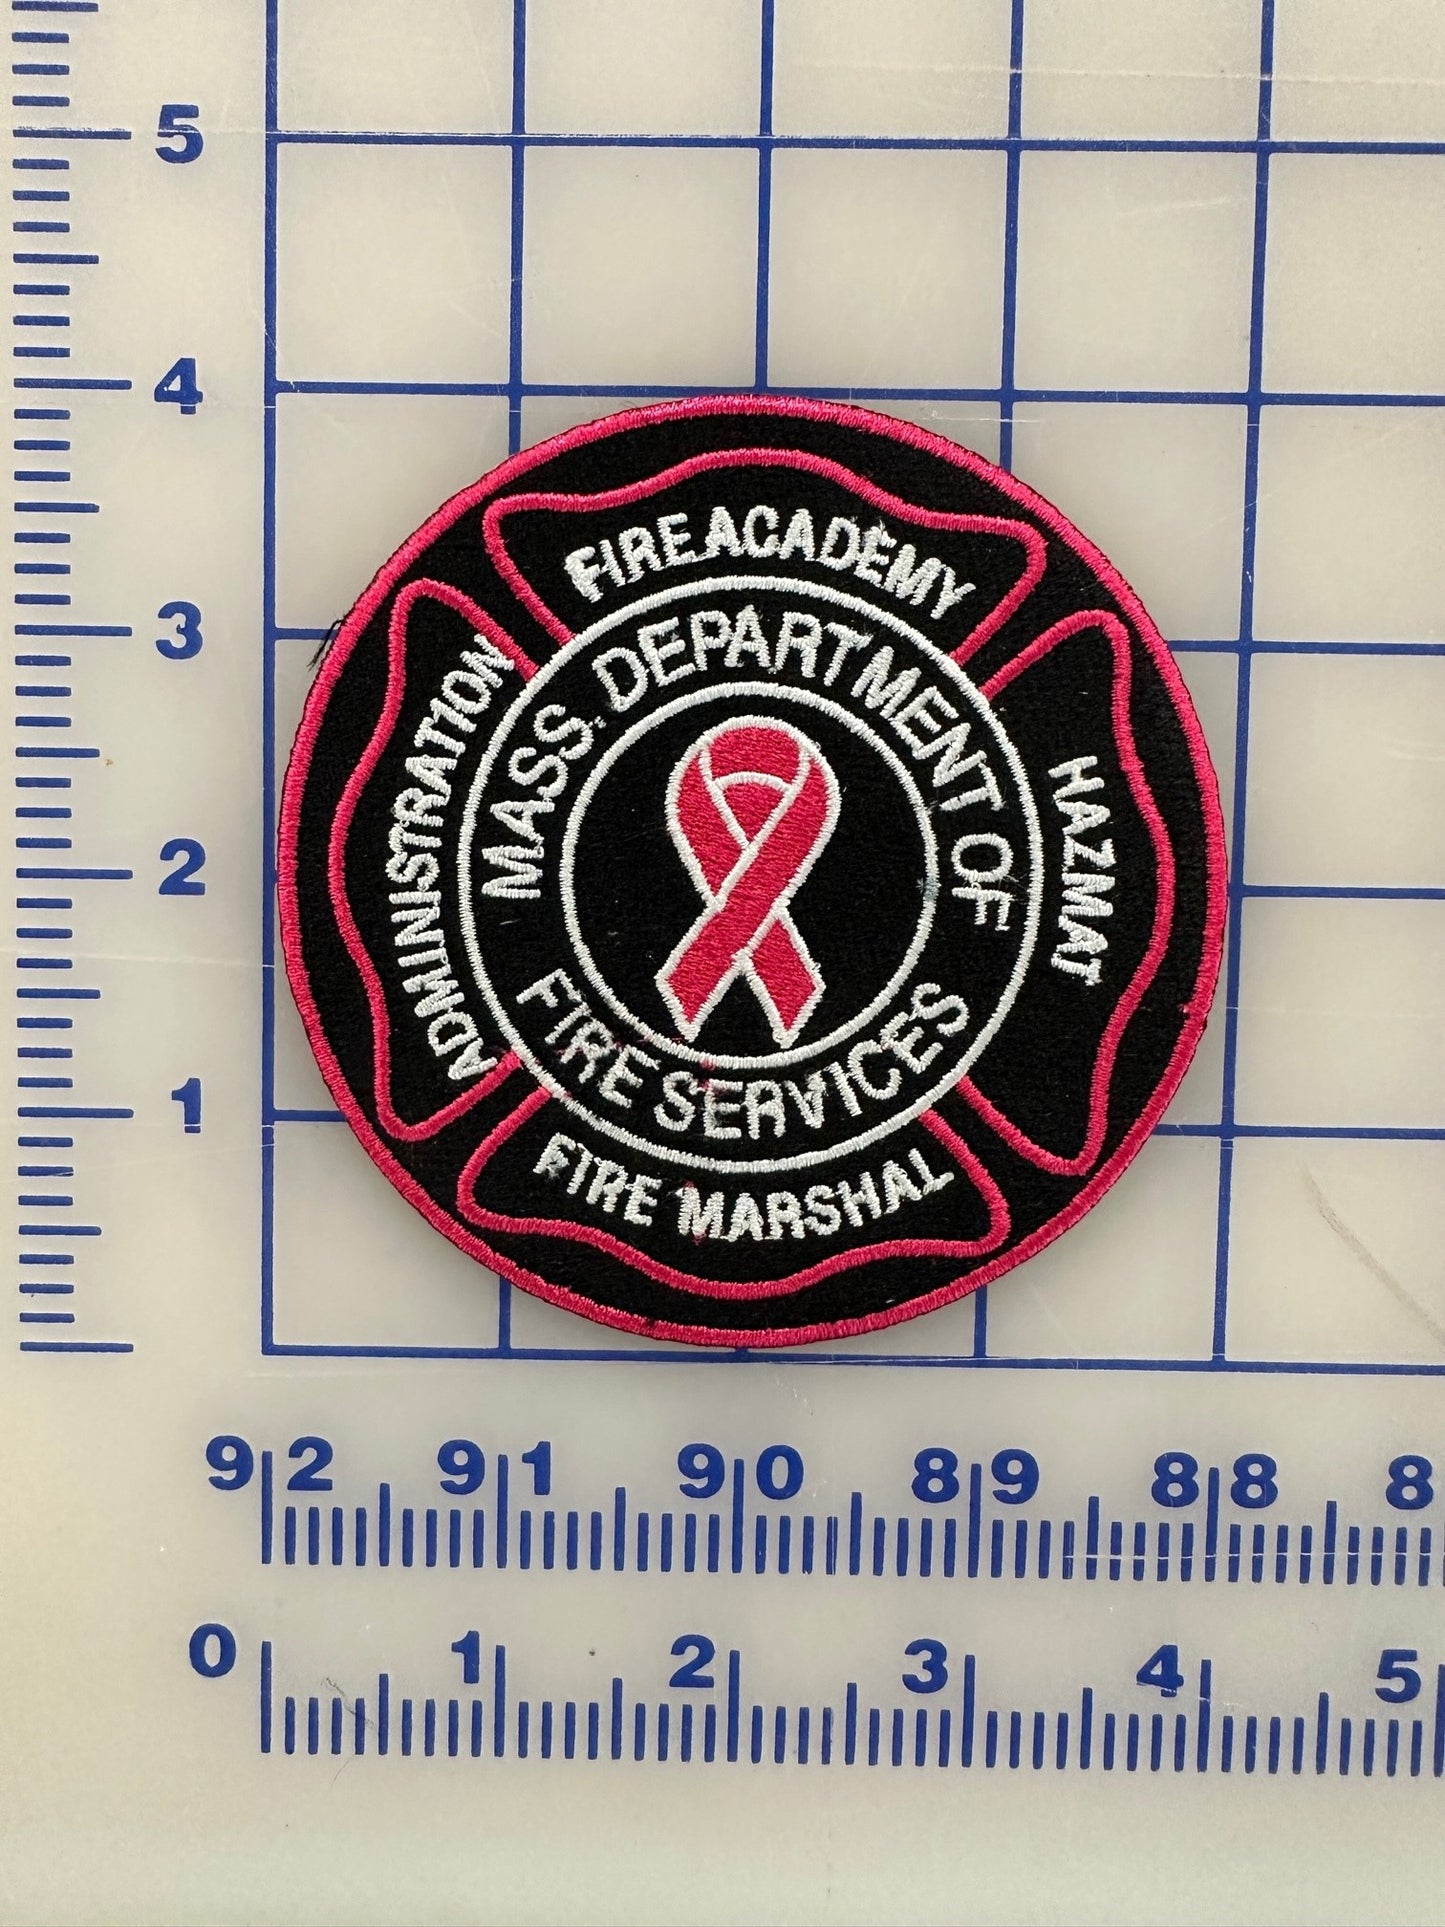 5
4
3
2
1
FIRE ACADEMY
ADMINISTRATION
MASS. DEPARTMENT OF
HAZMAT
FIRE SERVICES
FIRE MARSHAL
92 91 90 89 88 8
0 1 2 3 4 5